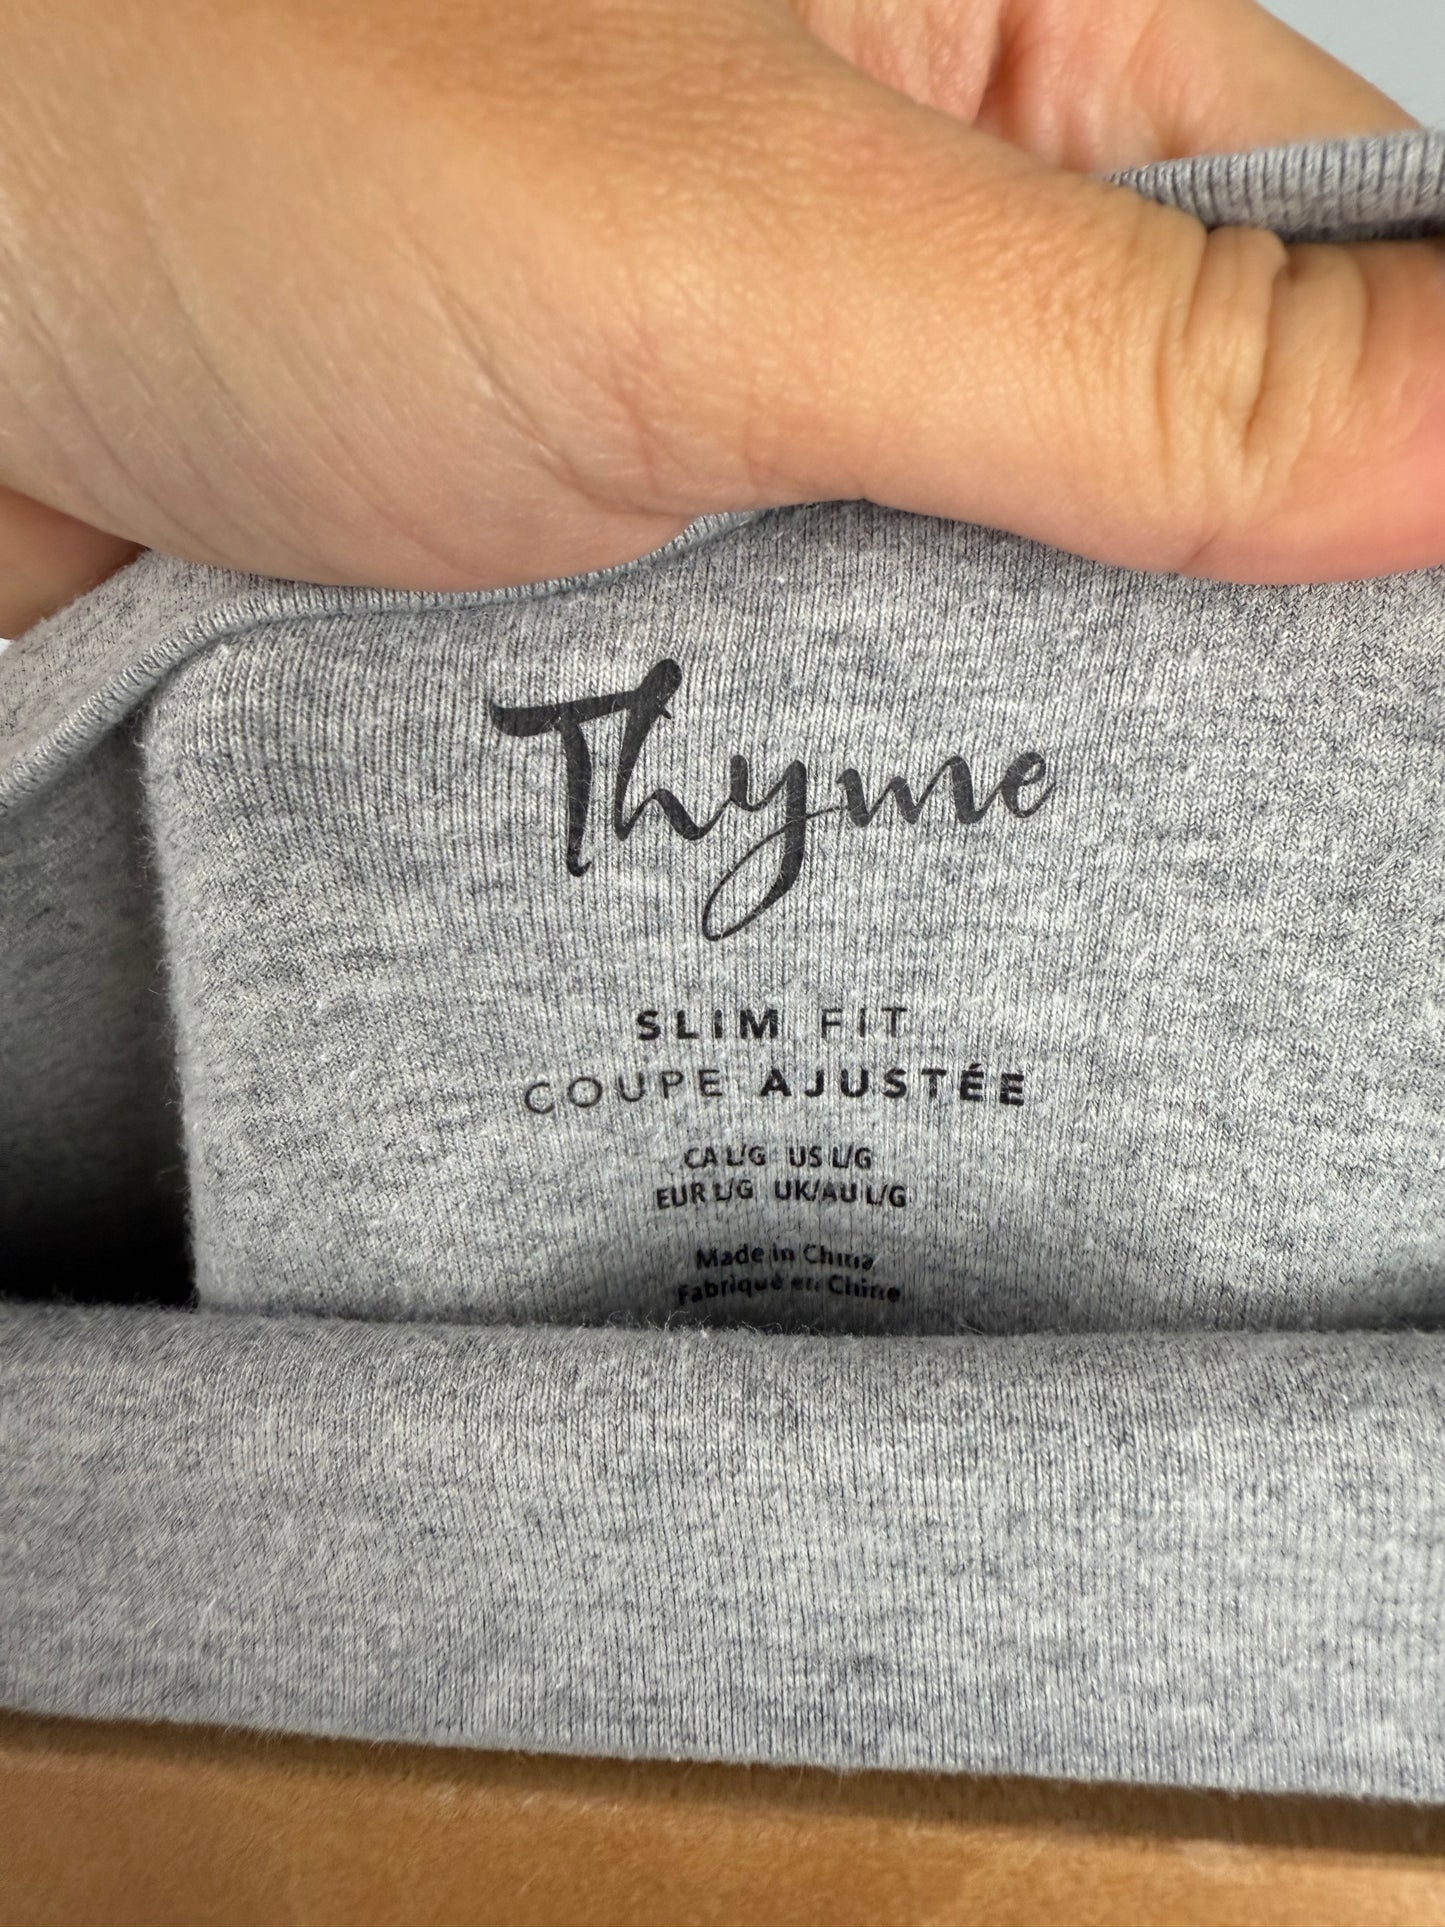 Thyme
SLIM FIT
COUPE AJUSTÉE
CA L/G US L/G
EUR L/G UK/AU L/G
Made in China
Fabriqué en Chine